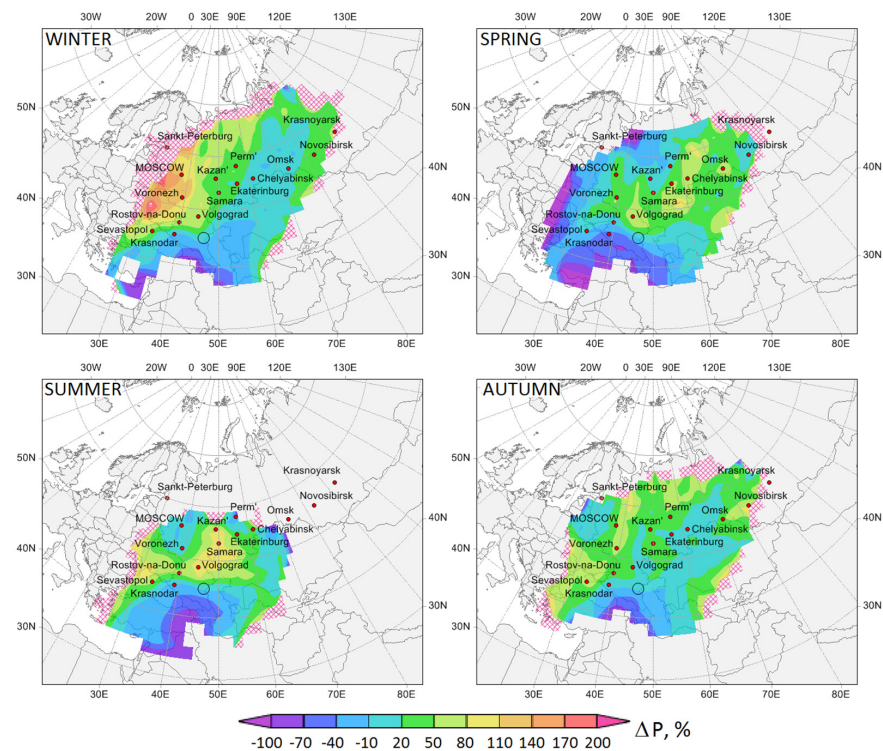 WINTER
30W 20W 0 30E 90E 120E 130E
50N
Krasnoyarsk
Sankt-Peterburg
Novosibirsk
MOSCOW Kazan' Perm' Omsk
40N
Chelyabinsk
Voronezh Ekaterinburg
40N
Samara
Rostov-na-Donu Volgograd
Sevastopol
Krasnodar
30N
30N
30E 40E 50E 60E 70E 80E
SPRING
30W 20W 0 30E 90E 120E 130E
50N
Krasnoyarsk
Sankt-Peterburg
Novosibirsk
MOSCOW Kazan' Perm' Omsk
40N
Chelyabinsk
Voronezh Ekaterinburg
40N
Samara
Rostov-na-Donu Volgograd
Sevastopol
Krasnodar
30N
30N
30E 40E 50E 60E 70E 80E
SUMMER
30W 20W 0 30E 90E 120E 130E
50N
Krasnoyarsk
Sankt-Peterburg
Novosibirsk
MOSCOW Kazan' Perm' Omsk
40N
Chelyabinsk
Voronezh Ekaterinburg
40N
Samara
Rostov-na-Donu Volgograd
Sevastopol
Krasnodar
30N
30N
30E 40E 50E 60E 70E 80E
AUTUMN
30W 20W 0 30E 90E 120E 130E
50N
Krasnoyarsk
Sankt-Peterburg
Novosibirsk
MOSCOW Kazan' Perm' Omsk
40N
Chelyabinsk
Voronezh Ekaterinburg
40N
Samara
Rostov-na-Donu Volgograd
Sevastopol
Krasnodar
30N
30N
30E 40E 50E 60E 70E 80E
ΔP, %
-100 -70 -40 -10 20 50 80 110 140 170 200